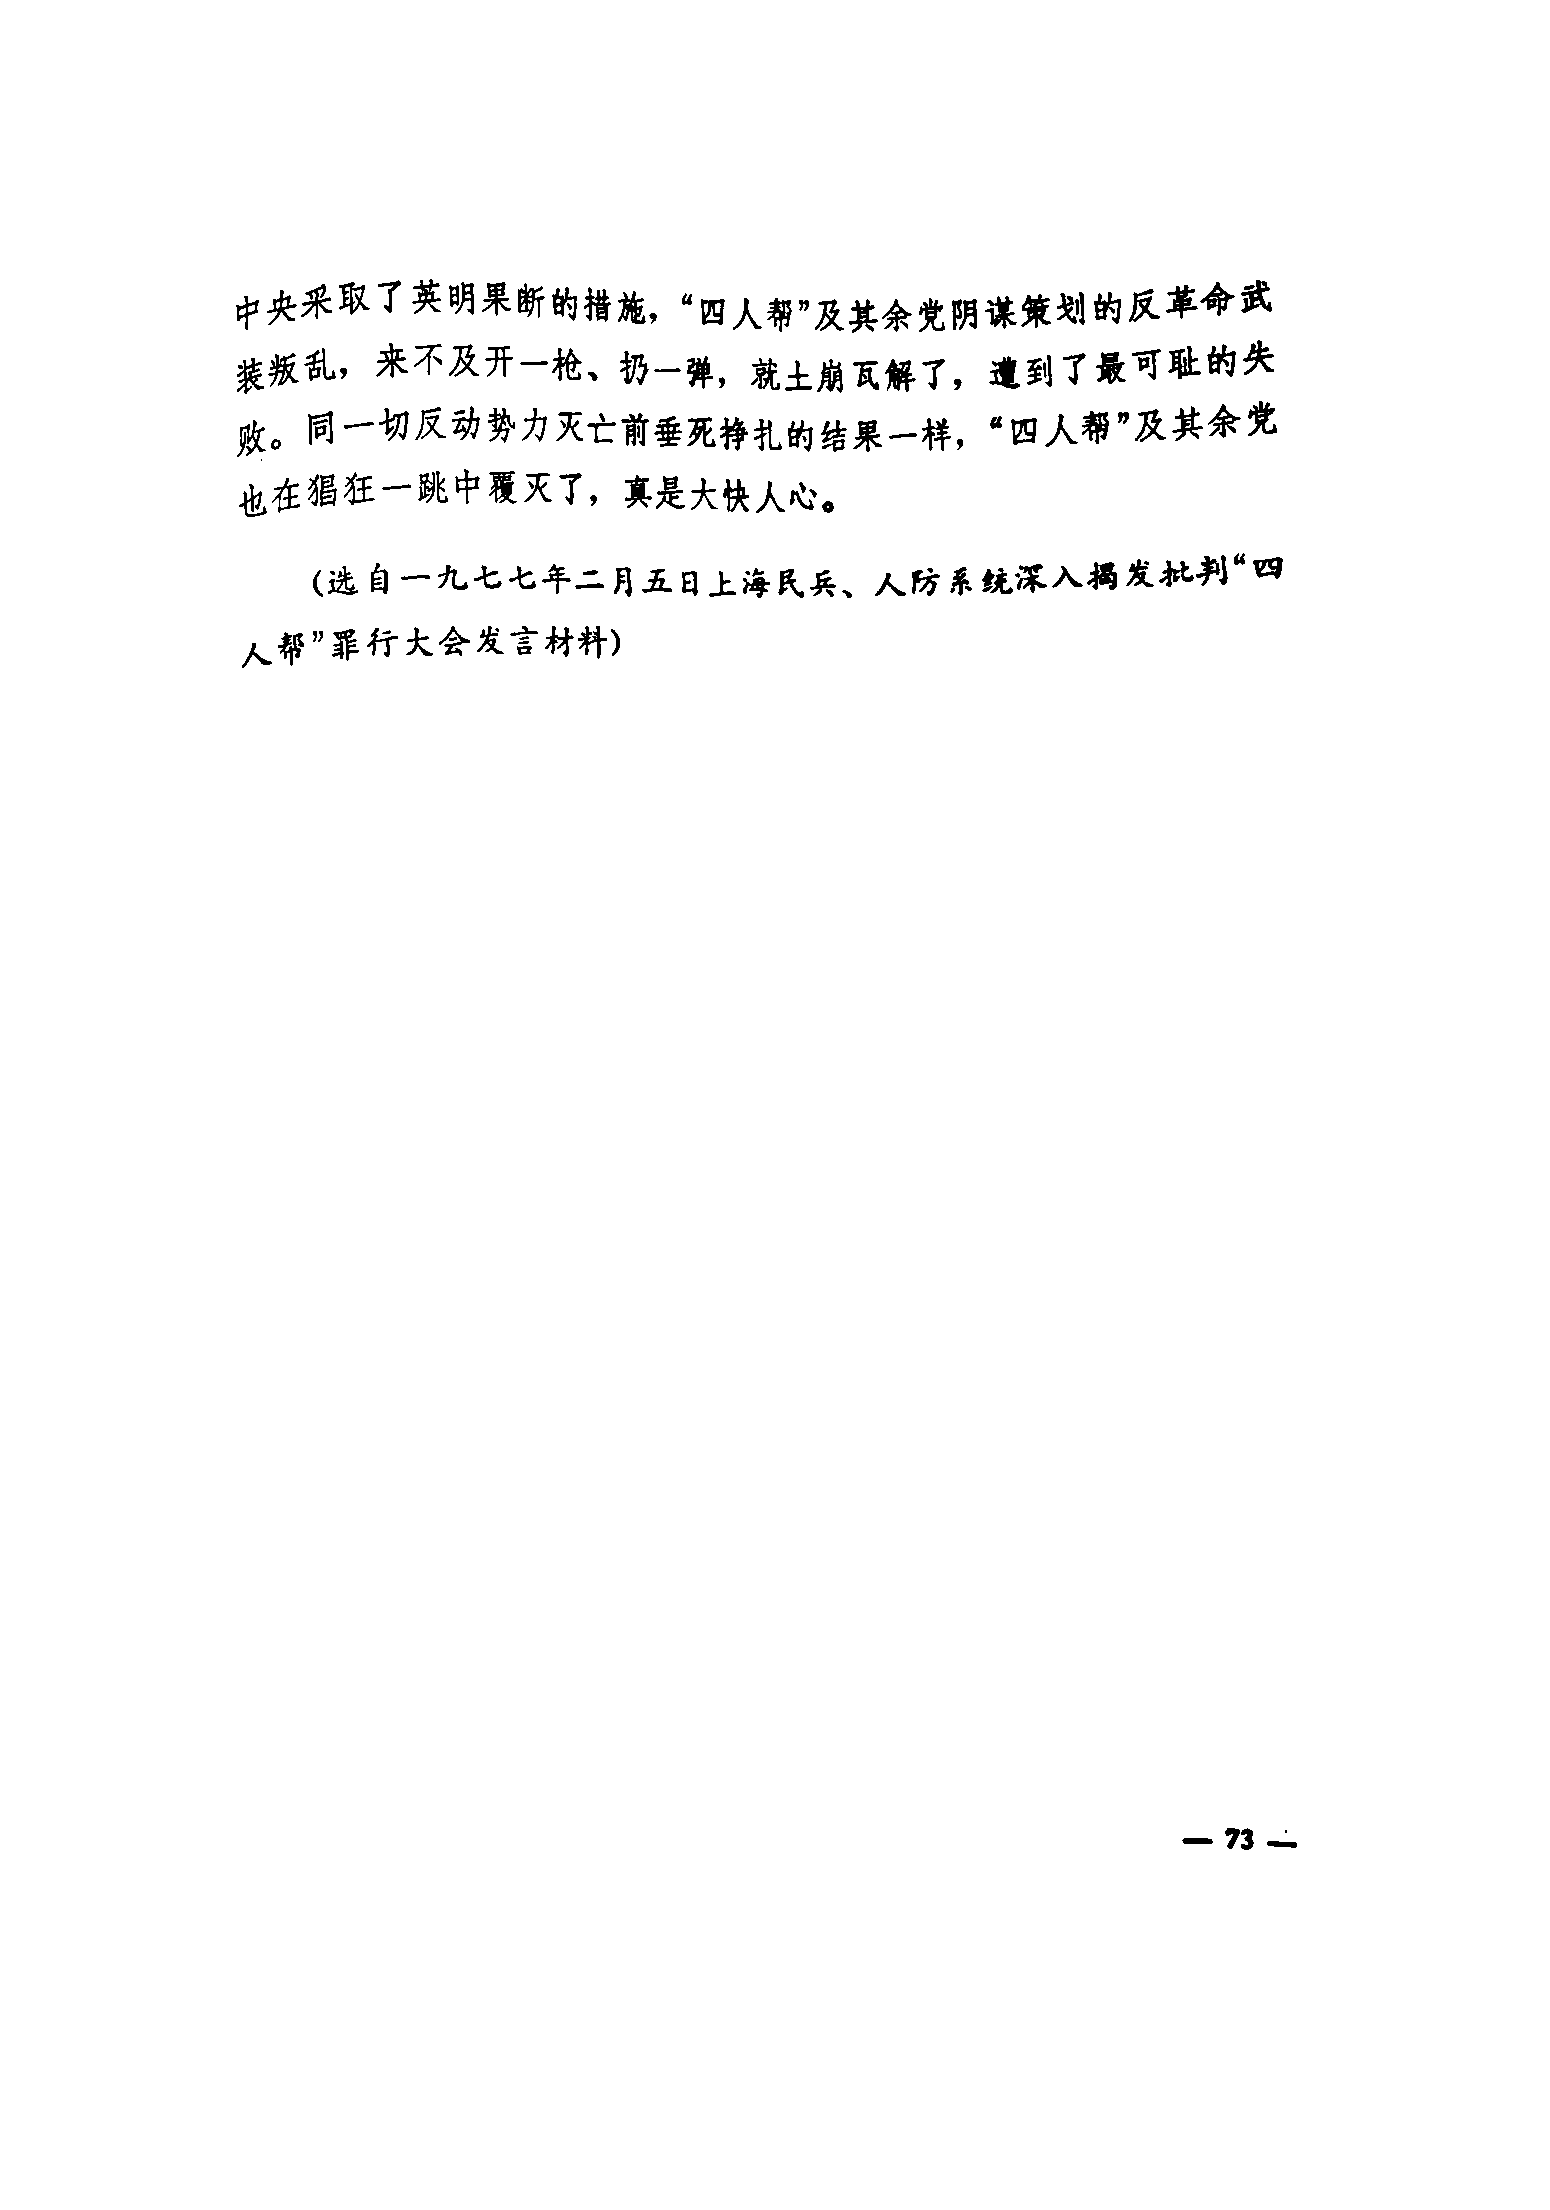 中央采取了英明果断的措施，“四人帮”及其余党阴谋策划的反革命武
装叛乱，来不及开一枪、扔一弹，就土崩瓦解了，遭到了最可耻的失
败。同一切反动势力灭亡前垂死挣扎的结果一样，“四人帮”及其余党
也在猖狂一跳中覆灭了，真是大快人心。
(选自一九七七年二月五日上海民兵、人防系统深入揭发批判“四
人帮”罪行大会发言材料)
— 73 —